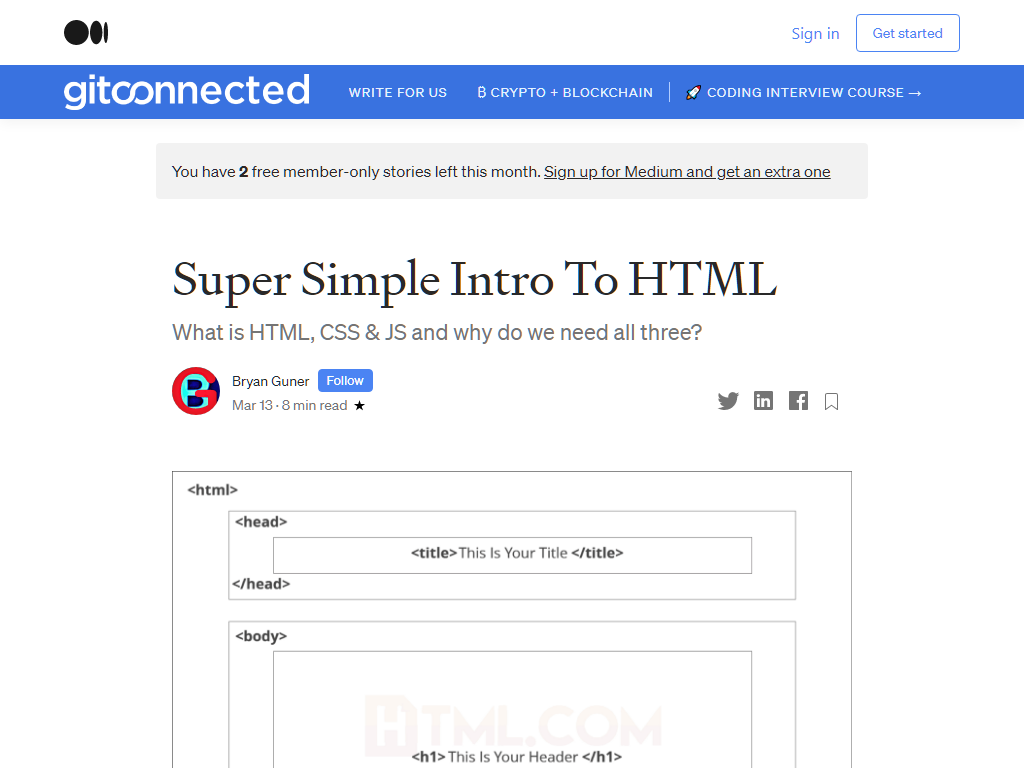 Sign in
Get started
gitconnected
WRITE FOR US
₿ CRYPTO + BLOCKCHAIN
🚀 CODING INTERVIEW COURSE →
You have 2 free member-only stories left this month. Sign up for Medium and get an extra one
Super Simple Intro To HTML
What is HTML, CSS & JS and why do we need all three?
Bryan Guner
Follow
Mar 13 · 8 min read ★
<html>
<head>
<title>This Is Your Title </title>
</head>
<body>
HTML.COM
<h1> This Is Your Header </h1>